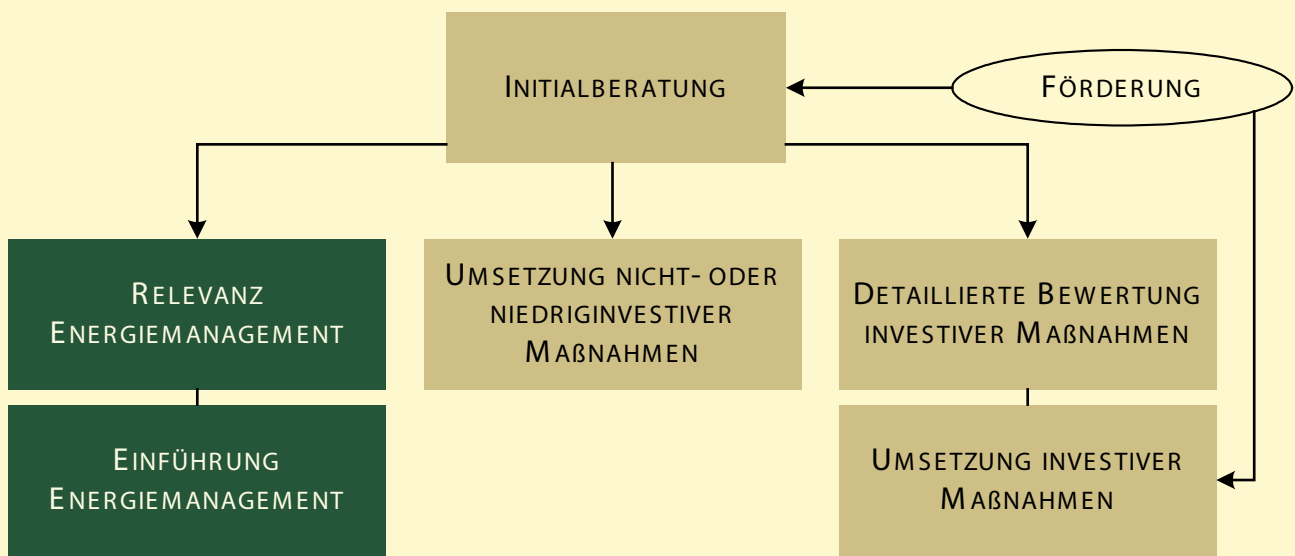 Initialberatung
Förderung
Relevanz
Energiemanagement
Umsetzung nicht- oder
niedriginvestiver
Maßnahmen
Detaillierte Bewertung
investiver Maßnahmen
Einführung
Energiemanagement
Umsetzung investiver
Maßnahmen